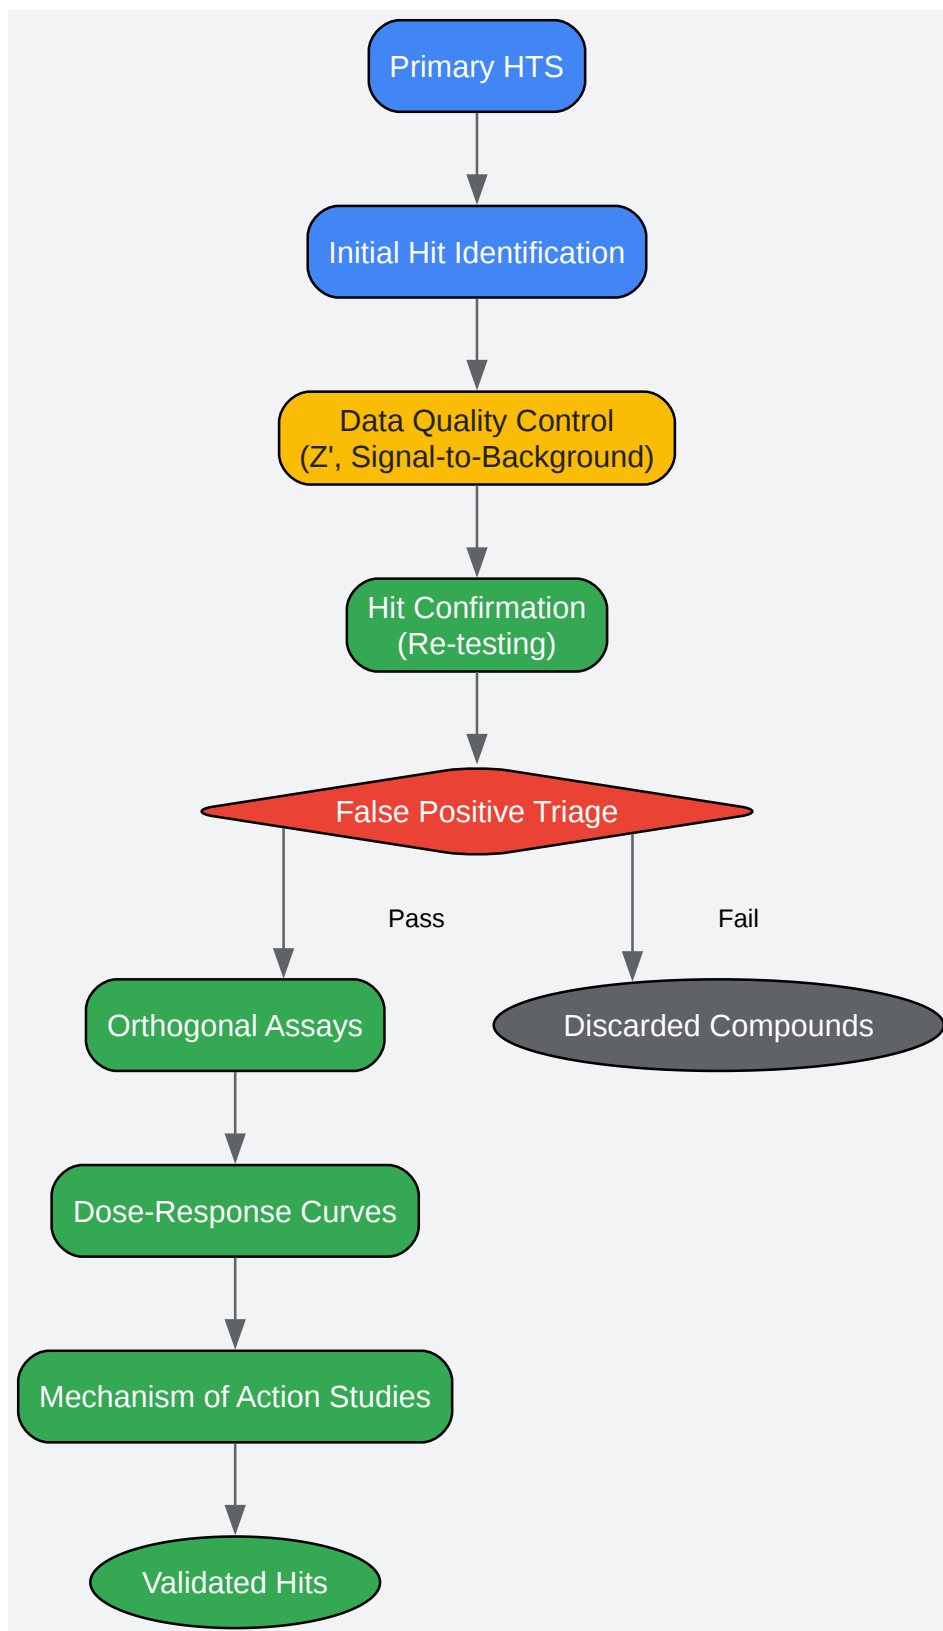 Primary HTS
Initial Hit Identification
Data Quality Control
(Z', Signal-to-Background)
Hit Confirmation
(Re-testing)
False Positive Triage
Pass
Fail
Orthogonal Assays
Discarded Compounds
Dose-Response Curves
Mechanism of Action Studies
Validated Hits